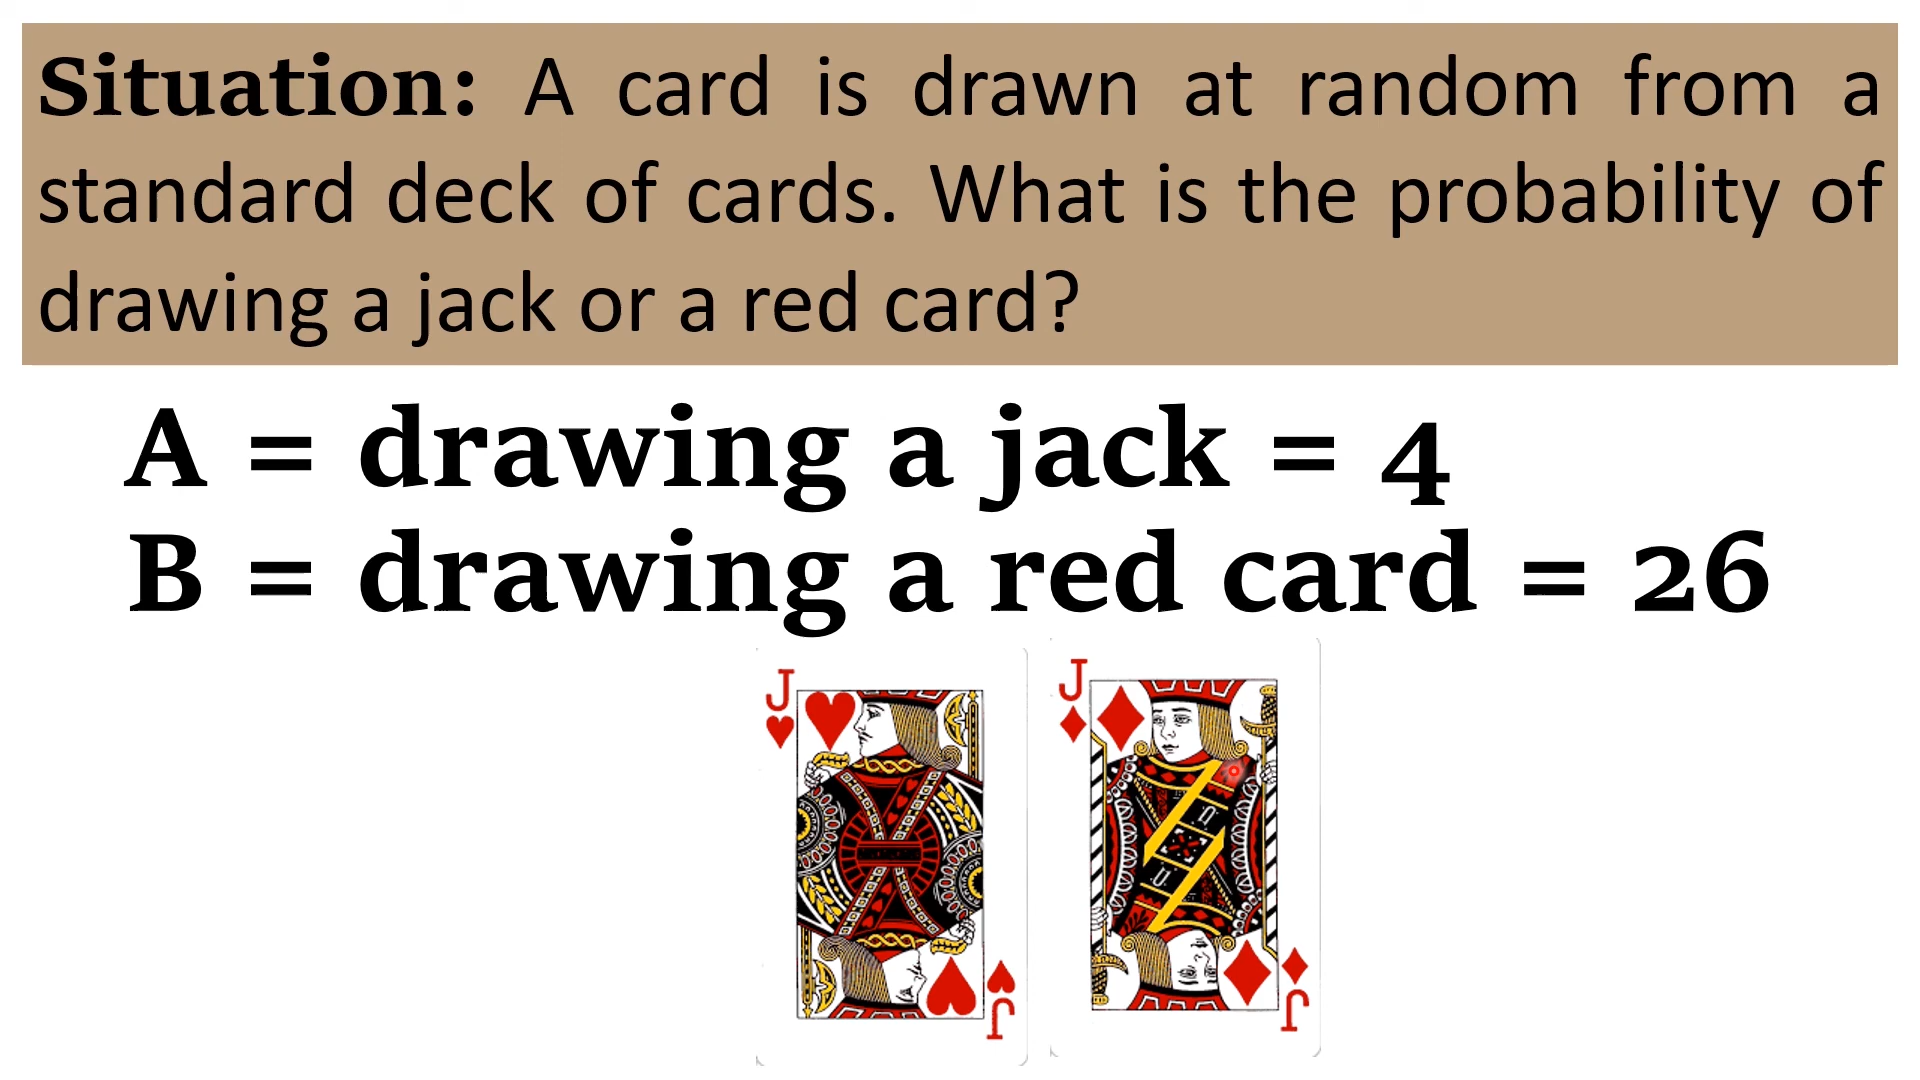 Situation: A card is drawn at random from a
standard deck of cards. What is the probability of
drawing a jack or a red card?
A = drawing a jack = 4
B = drawing a red card = 26
J J
J J